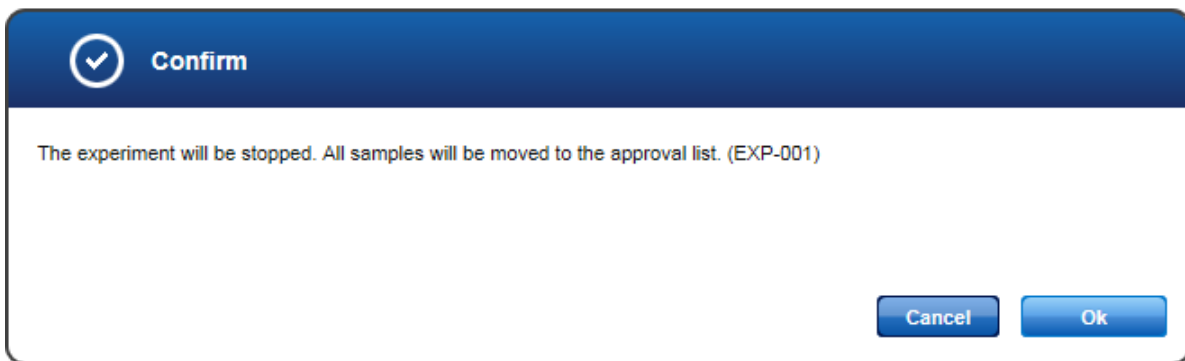 Confirm
The experiment will be stopped. All samples will be moved to the approval list. (EXP-001)
Cancel
Ok